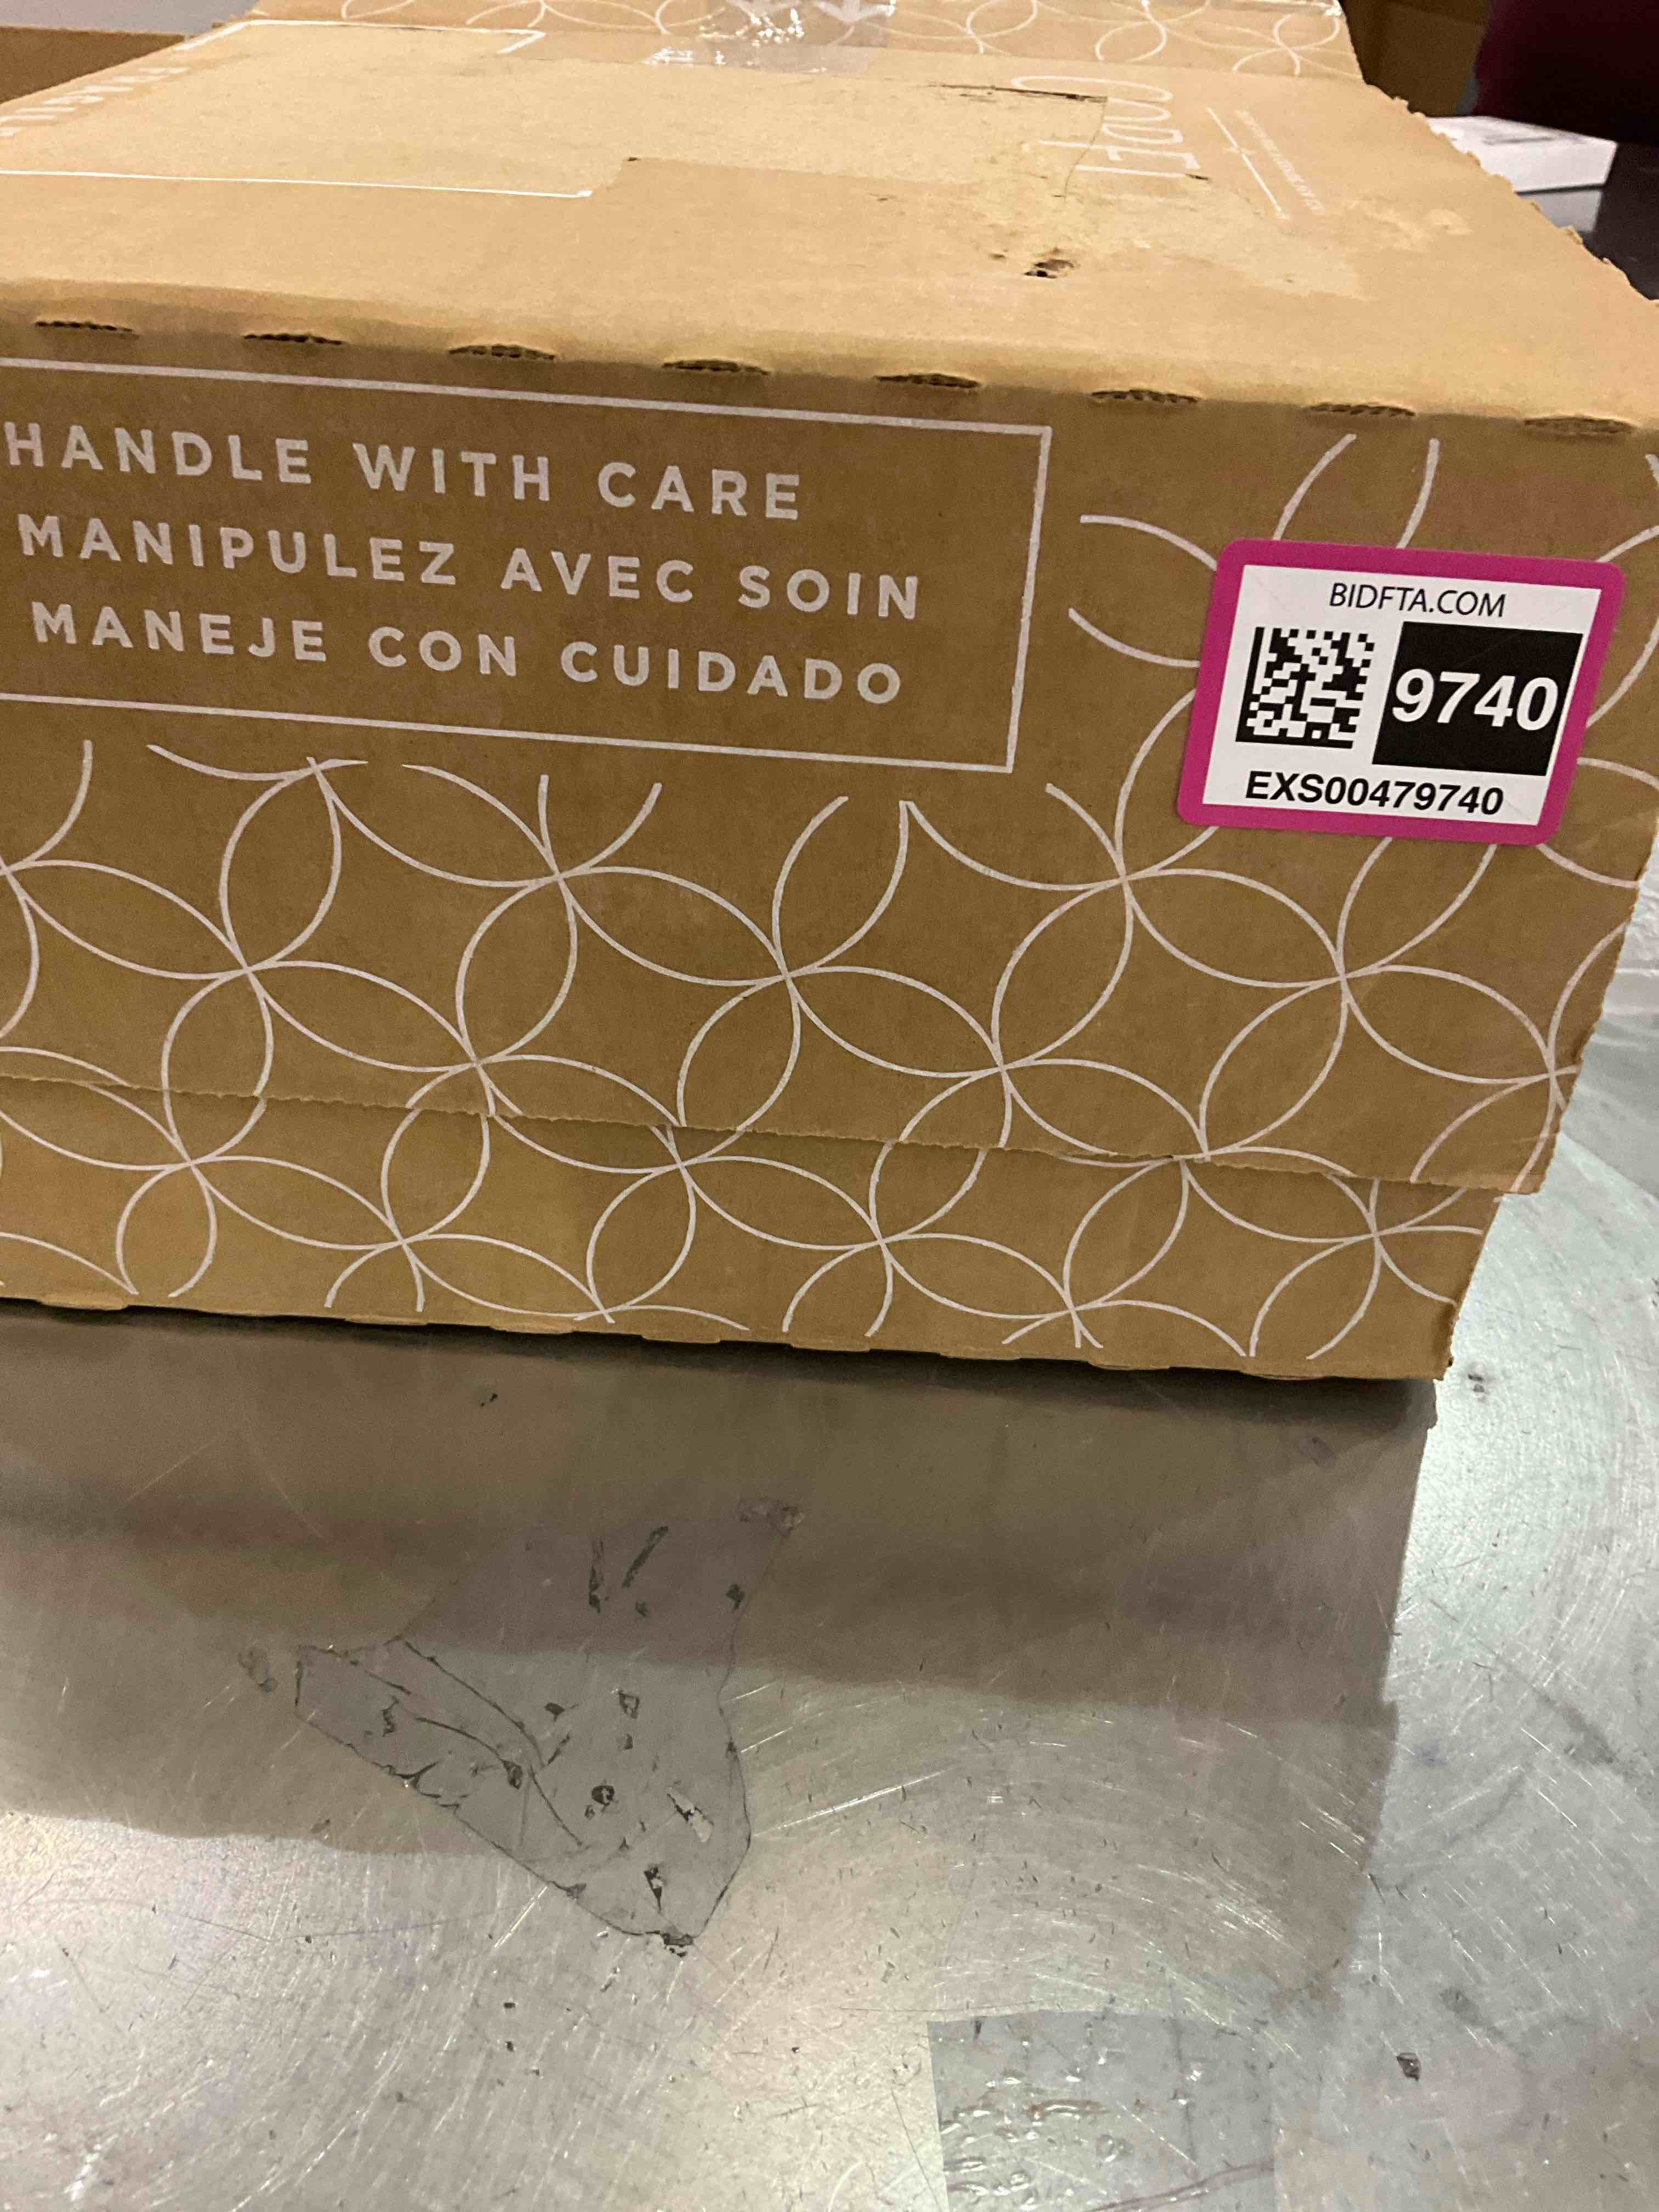 HANDLE WITH CARE
MANIPULEZ AVEC SOIN
MANEJE CON CUIDADO
BIDFTA.COM
9740
EXS00479740